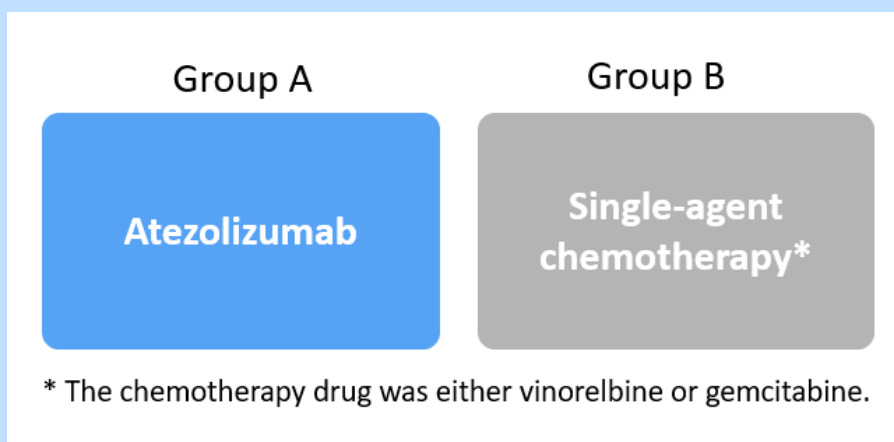 Group A
Group B
Atezolizumab
Single-agent
chemotherapy*
* The chemotherapy drug was either vinorelbine or gemcitabine.